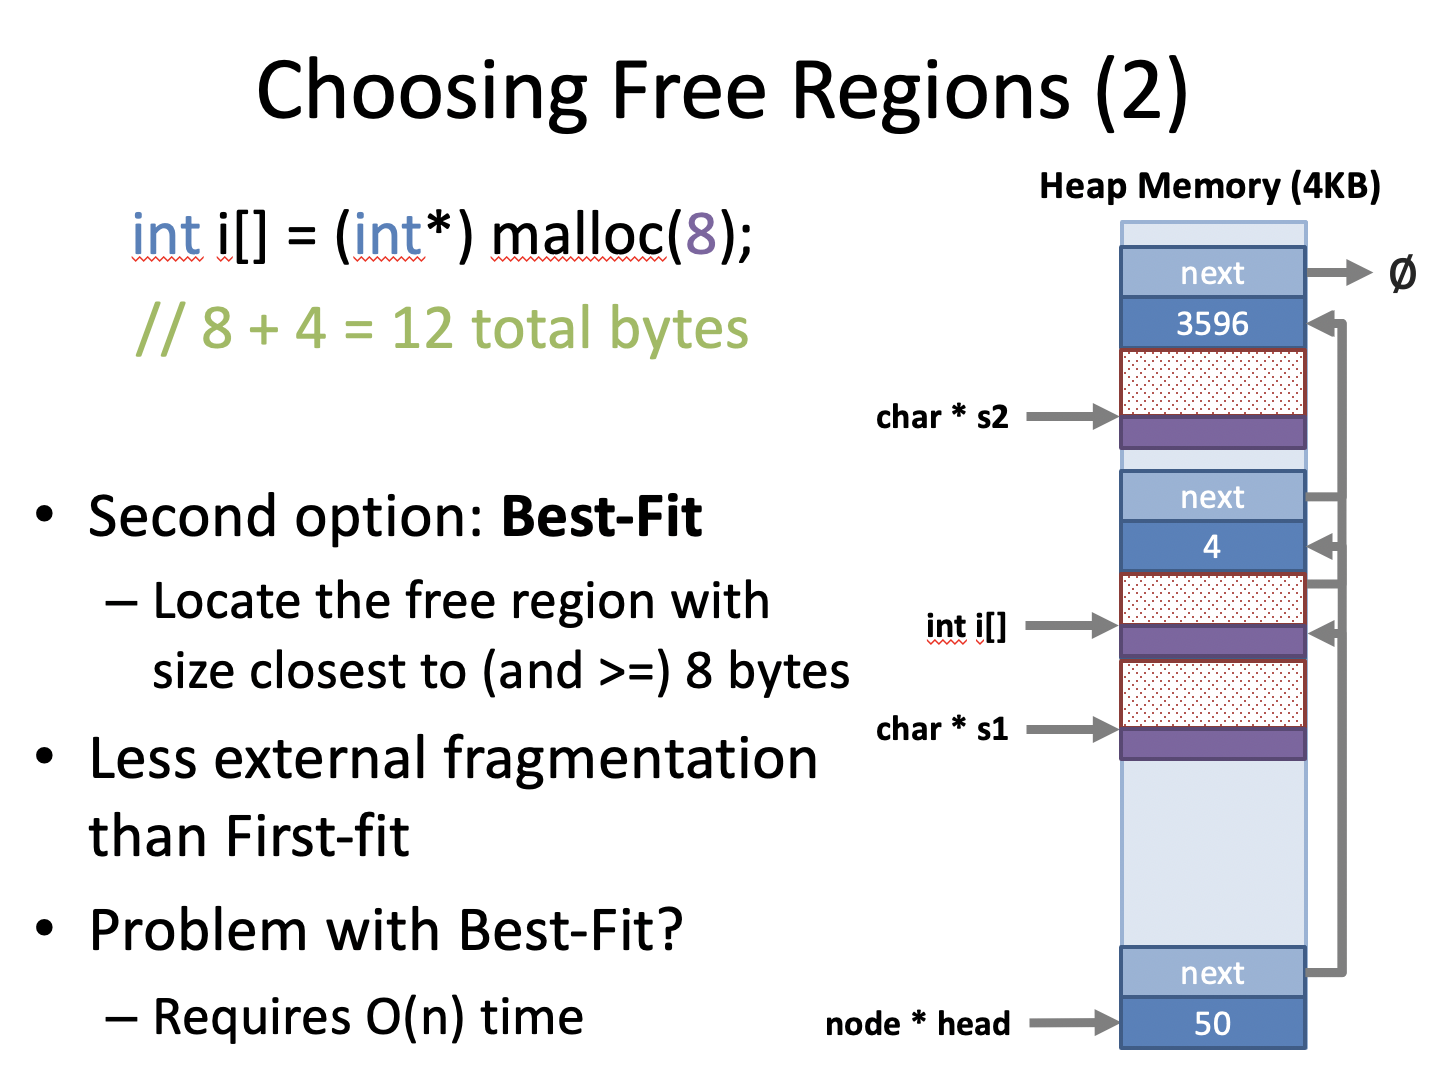 Choosing Free Regions (2)
int i[] = (int*) malloc(8);
// 8 + 4 = 12 total bytes
• Second option: Best-Fit
– Locate the free region with
size closest to (and >=) 8 bytes
• Less external fragmentation
than First-fit
• Problem with Best-Fit?
– Requires O(n) time
Heap Memory (4KB)
next
Ø
3596
char * s2
next
4
int i[]
char * s1
next
node * head
50